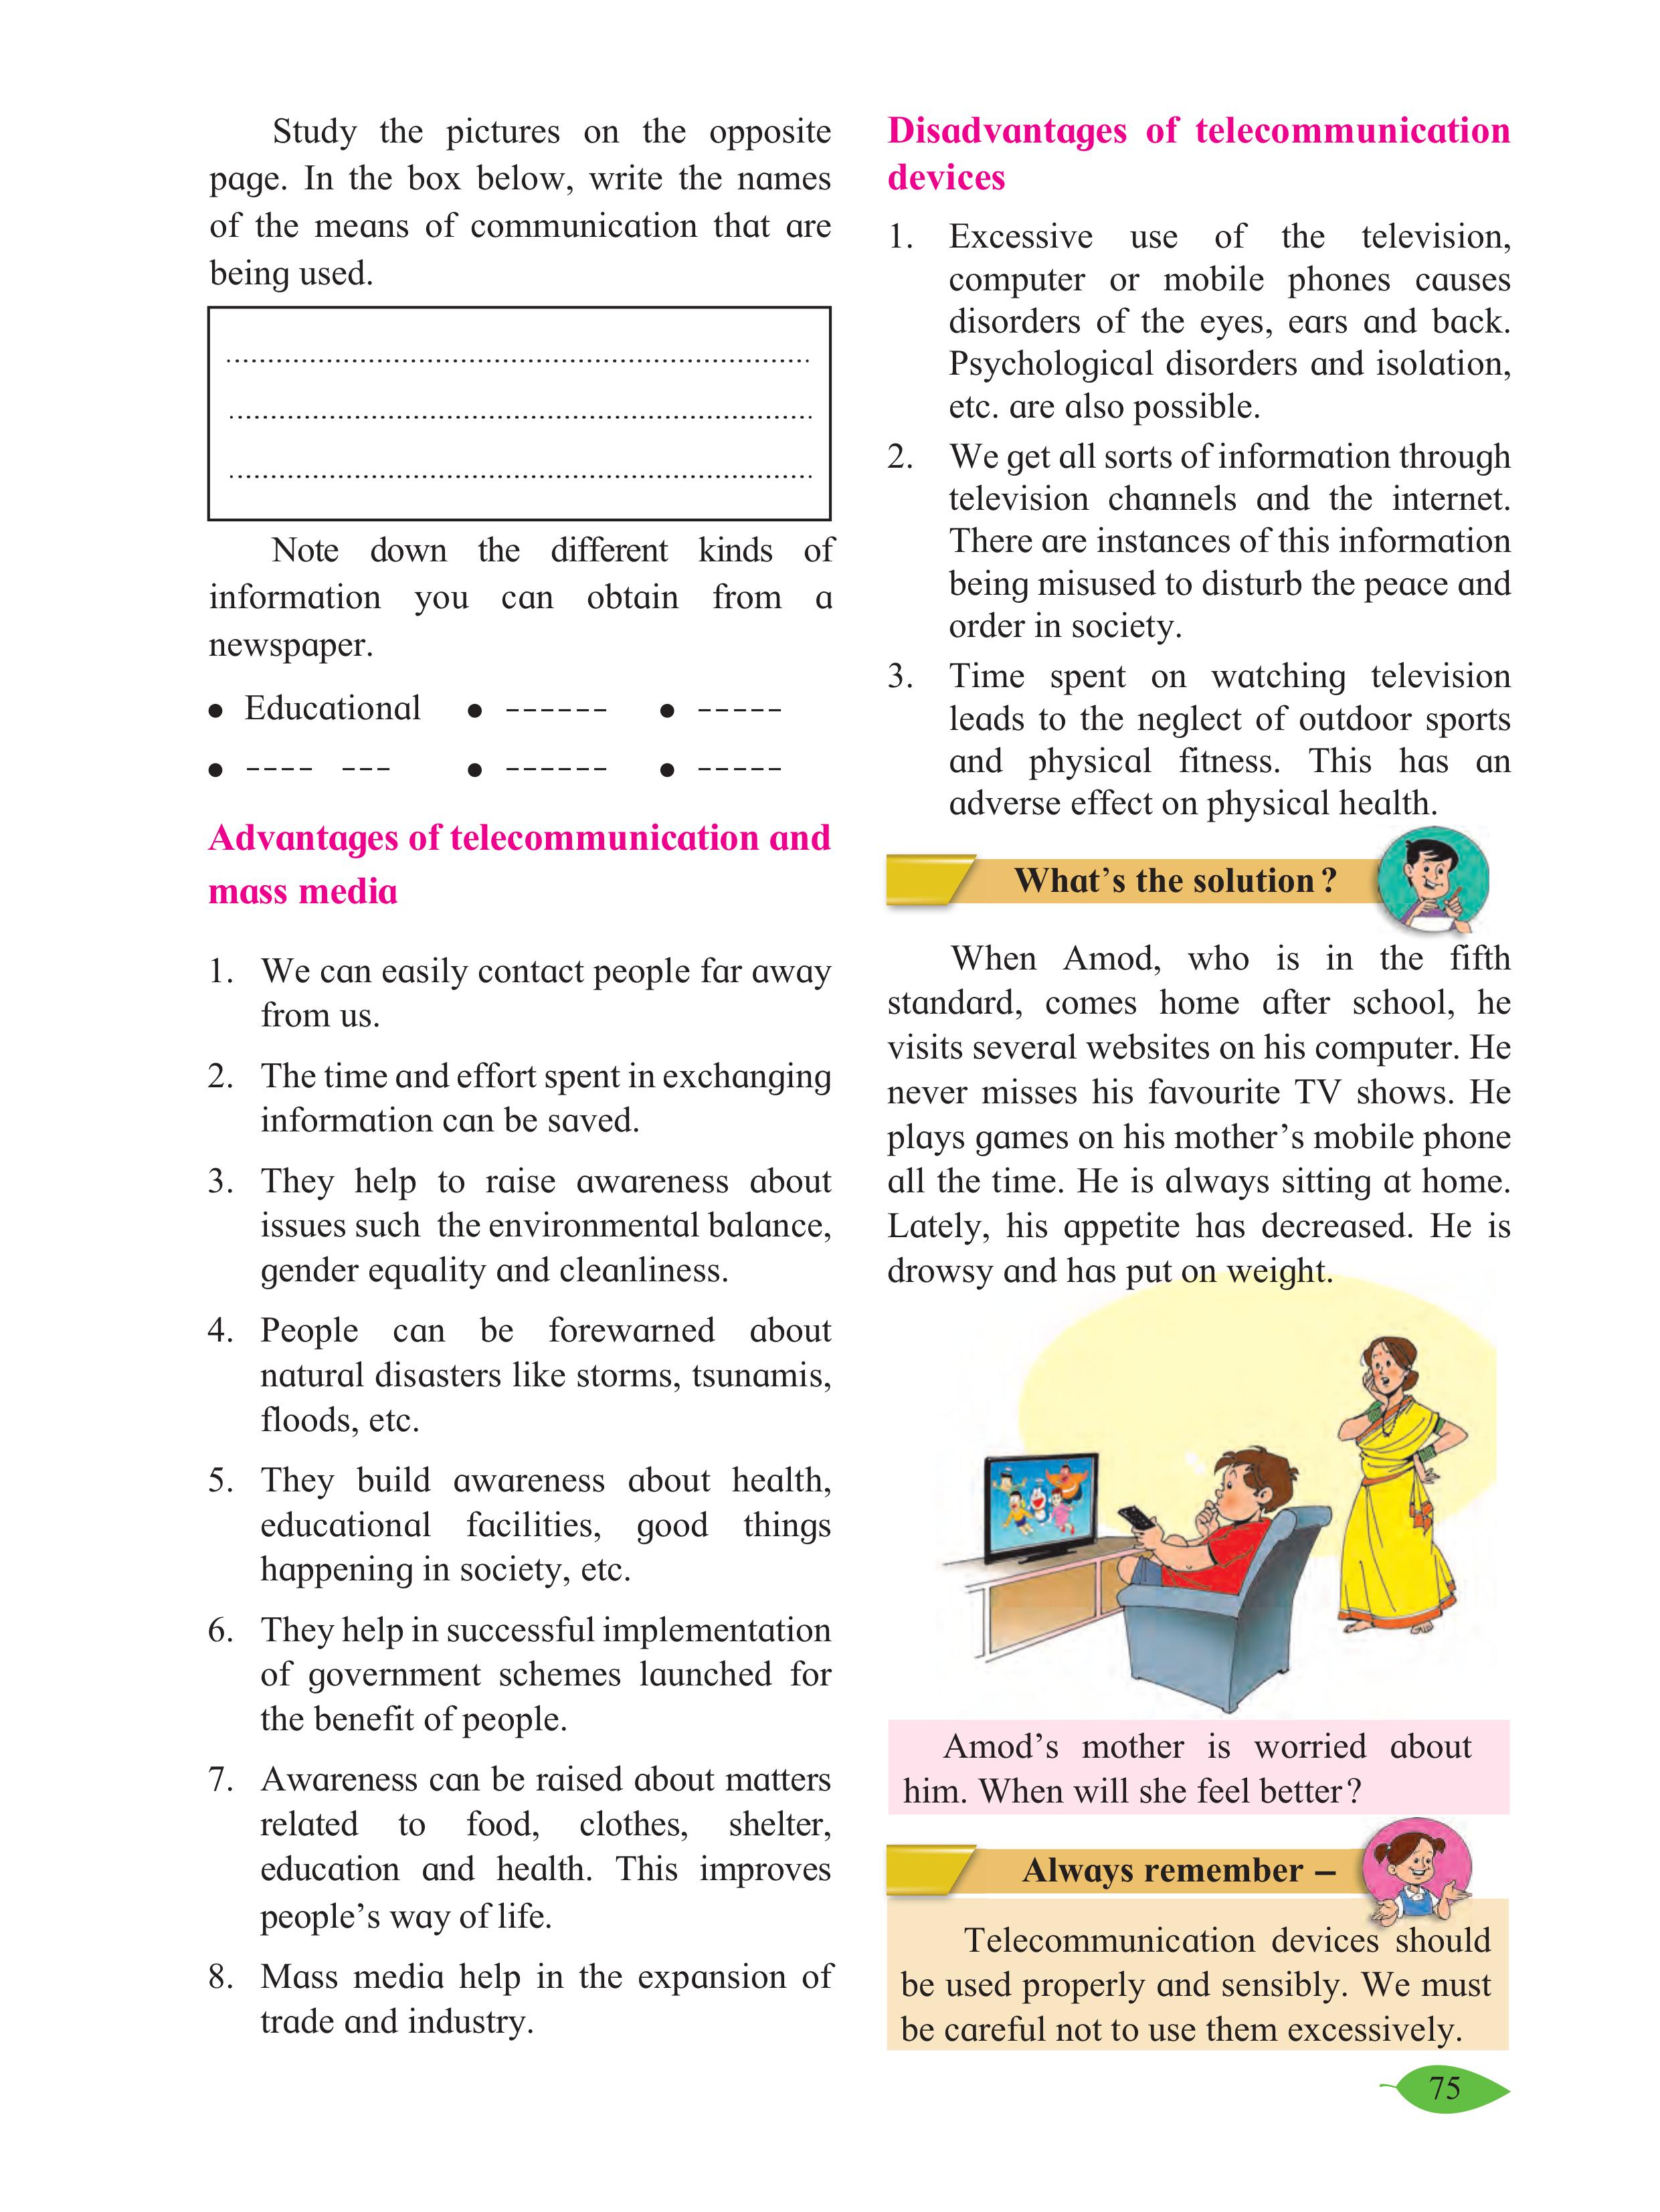 Study the pictures on the opposite
page. In the box below, write the names
of the means of communication that are
being used.
Note down the different kinds of
information you can obtain from a
newspaper.
• Educational • ------ • -----
• ---- --- • ------ • -----
Advantages of telecommunication and
mass media
1. We can easily contact people far away
from us.
2. The time and effort spent in exchanging
information can be saved.
3. They help to raise awareness about
issues such the environmental balance,
gender equality and cleanliness.
4. People can be forewarned about
natural disasters like storms, tsunamis,
floods, etc.
5. They build awareness about health,
educational facilities, good things
happening in society, etc.
6. They help in successful implementation
of government schemes launched for
the benefit of people.
7. Awareness can be raised about matters
related to food, clothes, shelter,
education and health. This improves
people's way of life.
8. Mass media help in the expansion of
trade and industry.
Disadvantages of telecommunication
devices
1. Excessive use of the television,
computer or mobile phones causes
disorders of the eyes, ears and back.
Psychological disorders and isolation,
etc. are also possible.
2. We get all sorts of information through
television channels and the internet.
There are instances of this information
being misused to disturb the peace and
order in society.
3. Time spent on watching television
leads to the neglect of outdoor sports
and physical fitness. This has an
adverse effect on physical health.
What's the solution ?
When Amod, who is in the fifth
standard, comes home after school, he
visits several websites on his computer. He
never misses his favourite TV shows. He
plays games on his mother's mobile phone
all the time. He is always sitting at home.
Lately, his appetite has decreased. He is
drowsy and has put on weight.
Amod's mother is worried about
him. When will she feel better ?
Always remember –
Telecommunication devices should
be used properly and sensibly. We must
be careful not to use them excessively.
75